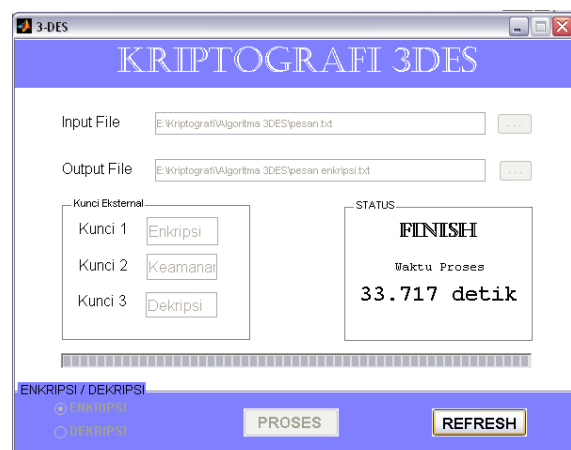 3-DES
KRIPTOGRAFI 3DES
Input File
E:\Kriptografi\Algoritma 3DES\pesan.txt
...
Output File
E:\Kriptografi\Algoritma 3DES\pesan enkripsi.txt
...
Kunci Eksternal
Kunci 1
Enkripsi
Kunci 2
Keamanan
Kunci 3
Dekripsi
STATUS
FINISH
Waktu Proses
33.717 detik
ENKRIPSI / DEKRIPSI
ENKRIPSI
DEKRIPSI
PROSES
REFRESH